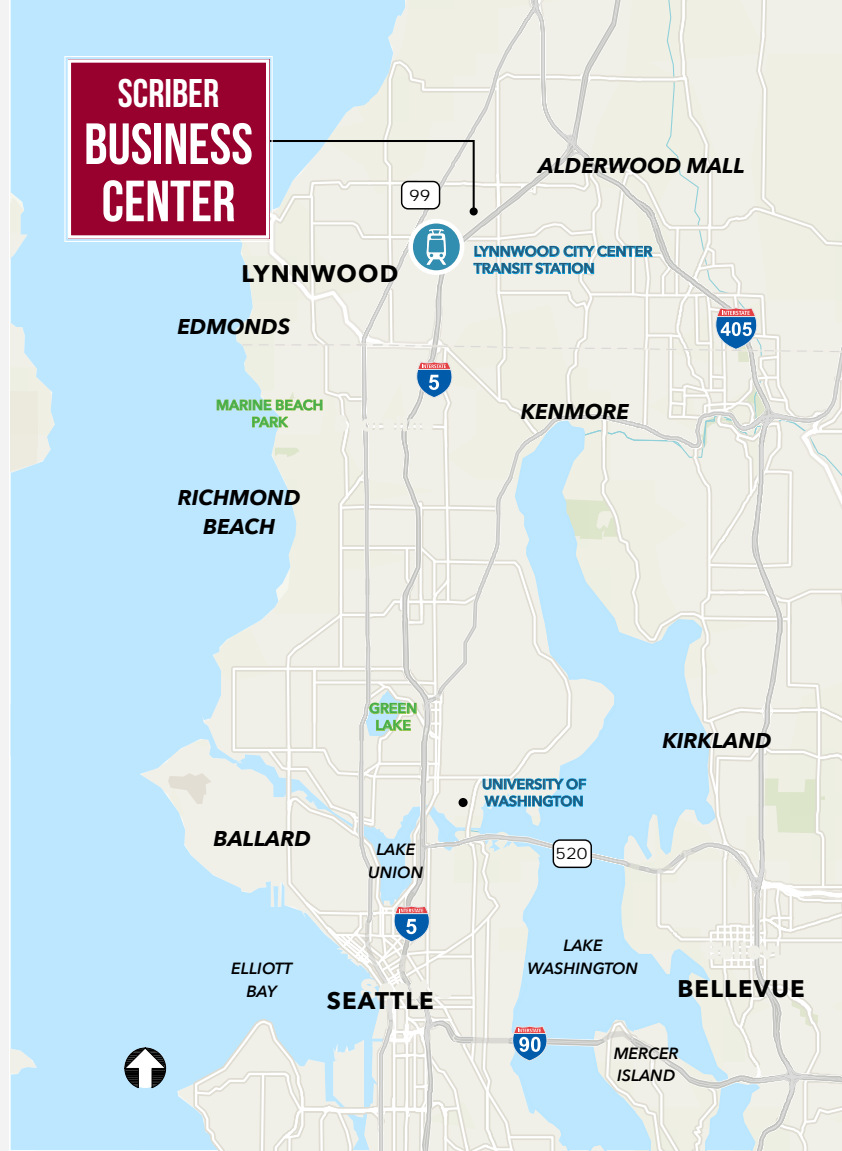 SCRIBER
BUSINESS
CENTER
ALDERWOOD MALL
99
LYNNWOOD CITY CENTER
TRANSIT STATION
LYNNWOOD
EDMONDS
INTERSTATE
405
INTERSTATE
5
MARINE BEACH
PARK
KENMORE
RICHMOND
BEACH
GREEN
LAKE
KIRKLAND
UNIVERSITY OF
WASHINGTON
BALLARD
LAKE
UNION
520
INTERSTATE
5
LAKE
WASHINGTON
ELLIOTT
BAY
SEATTLE
BELLEVUE
INTERSTATE
90
MERCER
ISLAND